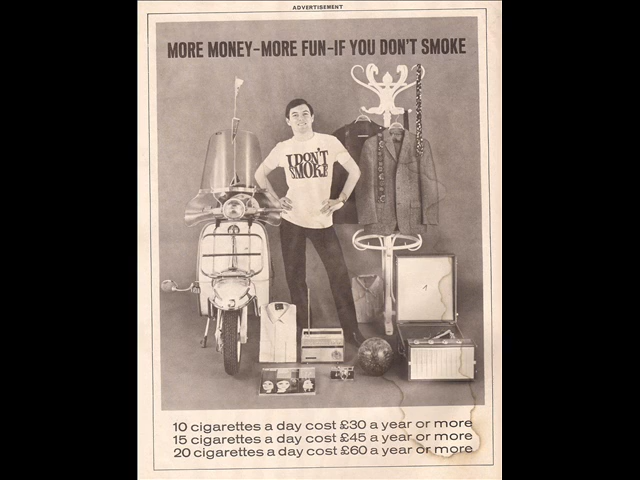 ADVERTISEMENT
MORE MONEY-MORE FUN-IF YOU DON'T SMOKE
I DON'T
SMOKE
10 cigarettes a day cost £30 a year or more
15 cigarettes a day cost £45 a year or more
20 cigarettes a day cost £60 a year or more